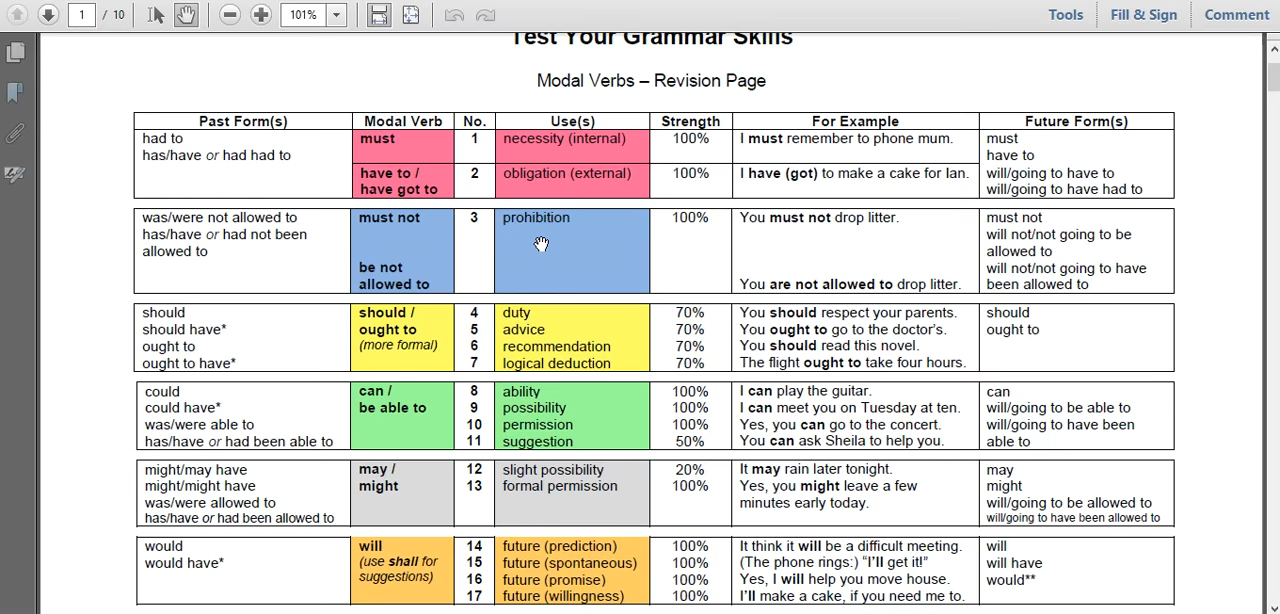 1 / 10 101% Tools Fill & Sign Comment
Test Your Grammar Skills
Modal Verbs – Revision Page
Past Form(s) Modal Verb No. Use(s) Strength For Example Future Form(s)
had to must 1 necessity (internal) 100% I must remember to phone mum. must
has/have or had had to have to
have to / 2 obligation (external) 100% I have (got) to make a cake for Ian. will/going to have to
have got to will/going to have had to
was/were not allowed to must not 3 prohibition 100% You must not drop litter. must not
has/have or had not been will not/not going to be
allowed to allowed to
be not will not/not going to have
allowed to You are not allowed to drop litter. been allowed to
should should / 4 duty 70% You should respect your parents. should
should have* ought to 5 advice 70% You ought to go to the doctor's. ought to
ought to (more formal) 6 recommendation 70% You should read this novel.
ought to have* 7 logical deduction 70% The flight ought to take four hours.
could can / 8 ability 100% I can play the guitar. can
could have* be able to 9 possibility 100% I can meet you on Tuesday at ten. will/going to be able to
was/were able to 10 permission 100% Yes, you can go to the concert. will/going to have been
has/have or had been able to 11 suggestion 50% You can ask Sheila to help you. able to
might/may have may / 12 slight possibility 20% It may rain later tonight. may
might/might have might 13 formal permission 100% Yes, you might leave a few might
was/were allowed to minutes early today. will/going to be allowed to
has/have or had been allowed to will/going to have been allowed to
would will 14 future (prediction) 100% It think it will be a difficult meeting. will
would have* (use shall for 15 future (spontaneous) 100% (The phone rings:) "I'll get it!" will have
suggestions) 16 future (promise) 100% Yes, I will help you move house. would**
17 future (willingness) 100% I'll make a cake, if you need me to.